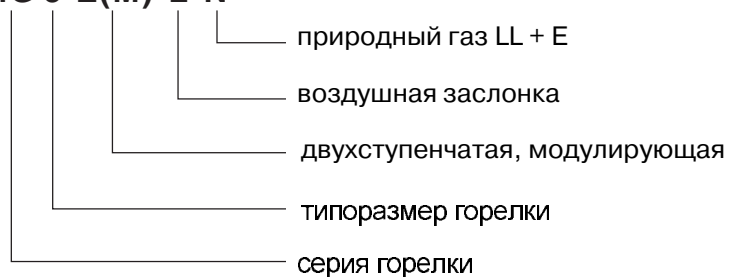 природный газ LL + E
воздушная заслонка
двухступенчатая, модулирующая
типоразмер горелки
серия горелки